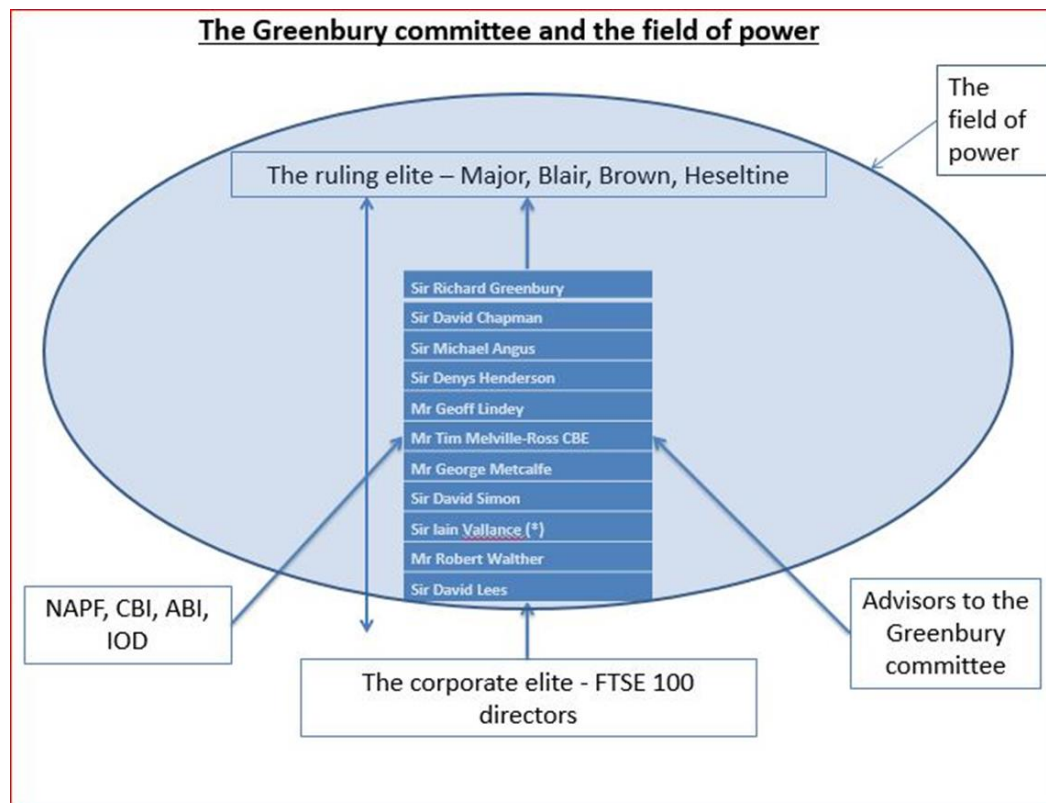 The Greenbury committee and the field of power
The
field of
power
The ruling elite – Major, Blair, Brown, Heseltine
Sir Richard Greenbury
Sir David Chapman
Sir Michael Angus
Sir Denys Henderson
Mr Geoff Lindey
Mr Tim Melville-Ross CBE
Mr George Metcalfe
Sir David Simon
Sir Iain Vallance (*)
Mr Robert Walther
Sir David Lees
NAPF, CBI, ABI,
IOD
Advisors to the
Greenbury
committee
The corporate elite - FTSE 100
directors